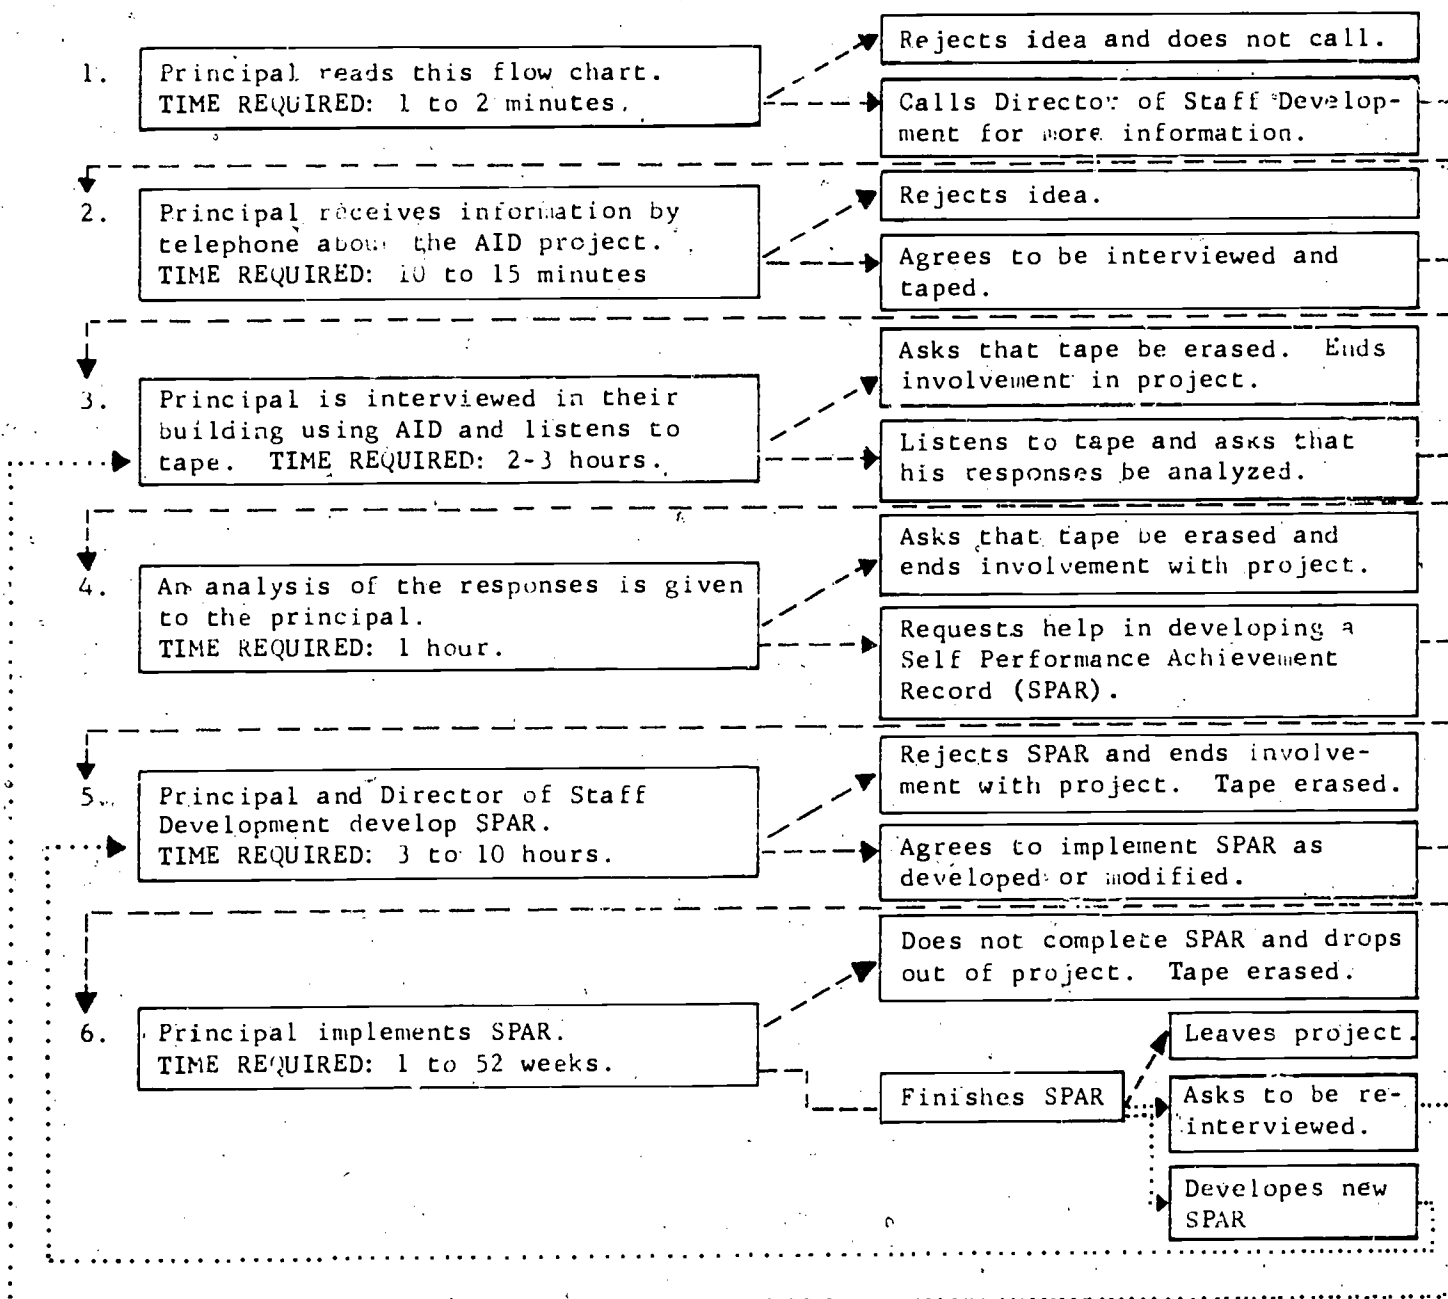 1.
Principal reads this flow chart.
TIME REQUIRED: 1 to 2 minutes.
Rejects idea and does not call.
Calls Director of Staff Develop-
ment for more information.
2.
Principal receives information by
telephone about the AID project.
TIME REQUIRED: 10 to 15 minutes
Rejects idea.
Agrees to be interviewed and
taped.
3.
Principal is interviewed in their
building using AID and listens to
tape. TIME REQUIRED: 2-3 hours.
Asks that tape be erased. Ends
involvement in project.
Listens to tape and asks that
his responses be analyzed.
4.
An analysis of the responses is given
to the principal.
TIME REQUIRED: 1 hour.
Asks that tape be erased and
ends involvement with project.
Requests help in developing a
Self Performance Achievement
Record (SPAR).
5.
Principal and Director of Staff
Development develop SPAR.
TIME REQUIRED: 3 to 10 hours.
Rejects SPAR and ends involve-
ment with project. Tape erased.
Agrees to implement SPAR as
developed or modified.
6.
Principal implements SPAR.
TIME REQUIRED: 1 to 52 weeks.
Does not complete SPAR and drops
out of project. Tape erased.
Finishes SPAR
Leaves project.
Asks to be re-
interviewed.
Developes new
SPAR